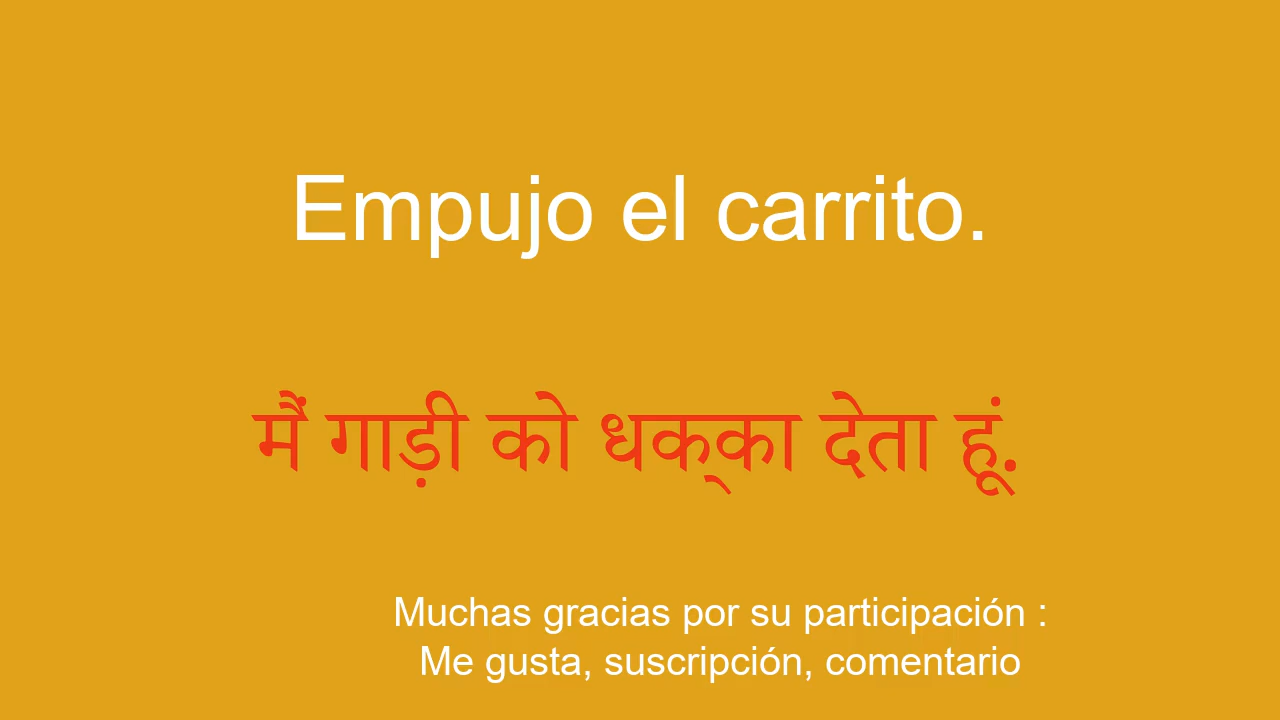 Empujo el carrito.
मैं गाड़ी को धक्‌का देता हूं.
Muchas gracias por su participación :
Me gusta, suscripción, comentario